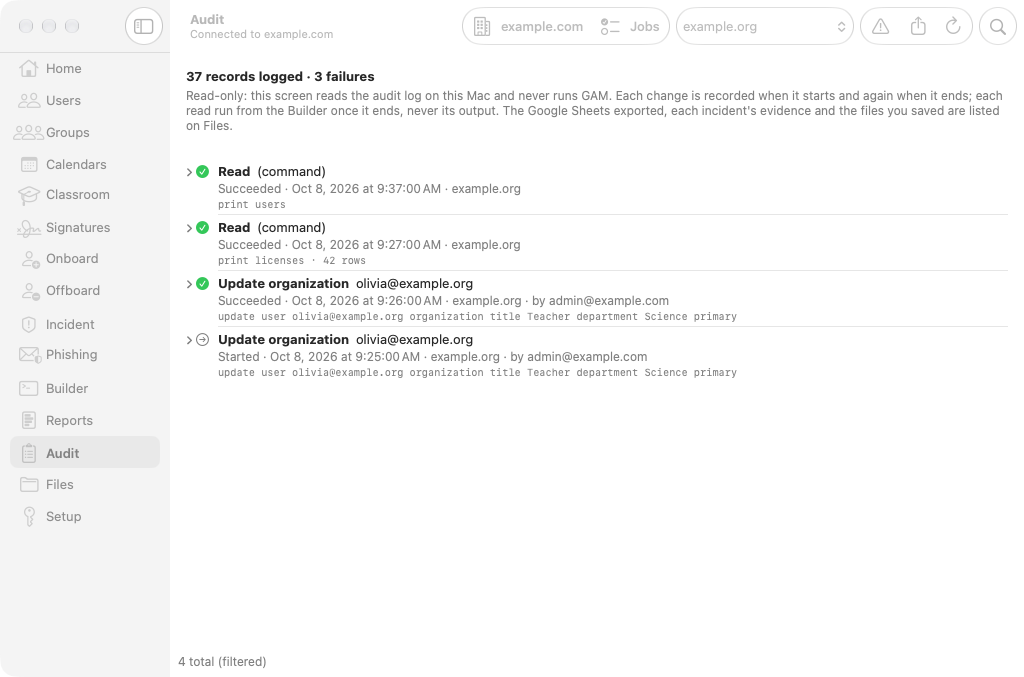 Audit
Connected to example.com
example.com
Jobs
example.org
Home
Users
Groups
Calendars
Classroom
Signatures
Onboard
Offboard
Incident
Phishing
Builder
Reports
Audit
Files
Setup
37 records logged · 3 failures
Read-only: this screen reads the audit log on this Mac and never runs GAM. Each change is recorded when it starts and again when it ends; each
read run from the Builder once it ends, never its output. The Google Sheets exported, each incident's evidence and the files you saved are listed
on Files.
Read (command)
Succeeded · Oct 8, 2026 at 9:37:00 AM · example.org
print users
Read (command)
Succeeded · Oct 8, 2026 at 9:27:00 AM · example.org
print licenses · 42 rows
Update organization olivia@example.org
Succeeded · Oct 8, 2026 at 9:26:00 AM · example.org · by admin@example.com
update user olivia@example.org organization title Teacher department Science primary
Update organization olivia@example.org
Started · Oct 8, 2026 at 9:25:00 AM · example.org · by admin@example.com
update user olivia@example.org organization title Teacher department Science primary
4 total (filtered)